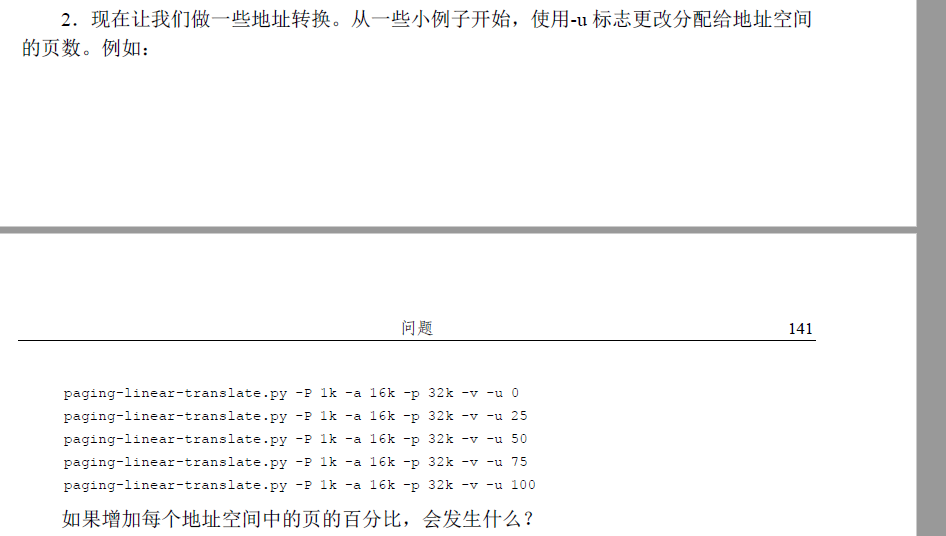 2．现在让我们做一些地址转换。从一些小例子开始，使用-u 标志更改分配给地址空间
的页数。例如：
问题 141
paging-linear-translate.py -P 1k -a 16k -p 32k -v -u 0
paging-linear-translate.py -P 1k -a 16k -p 32k -v -u 25
paging-linear-translate.py -P 1k -a 16k -p 32k -v -u 50
paging-linear-translate.py -P 1k -a 16k -p 32k -v -u 75
paging-linear-translate.py -P 1k -a 16k -p 32k -v -u 100
如果增加每个地址空间中的页的百分比，会发生什么？